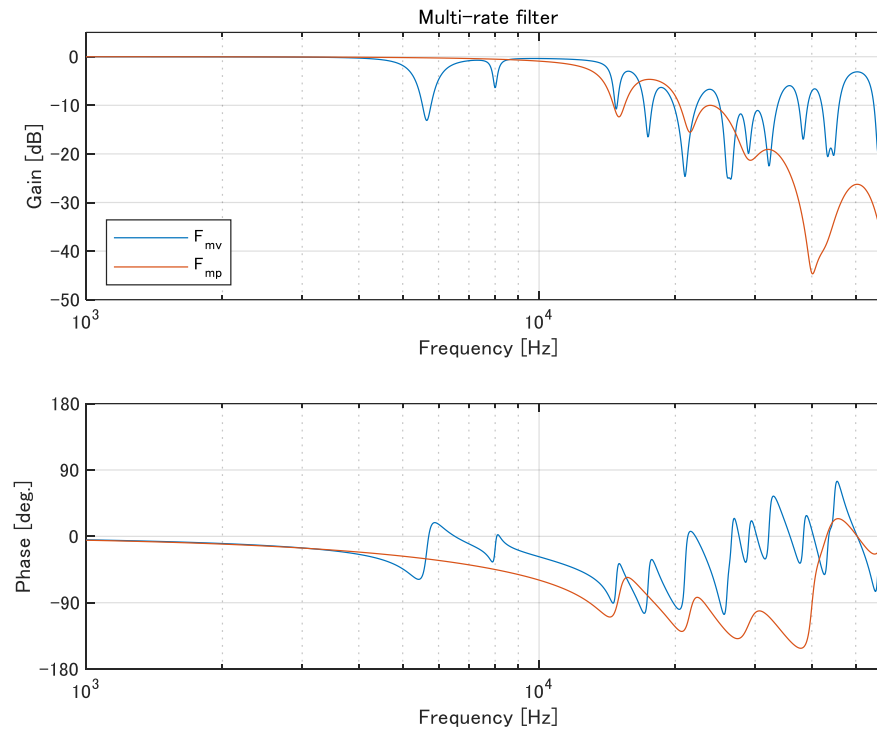 Multi-rate filter
0
-10
-20
-30
-40
-50
Gain [dB]
F_mv
F_mp
10^3
10^4
Frequency [Hz]
180
90
0
-90
-180
Phase [deg.]
10^3
10^4
Frequency [Hz]